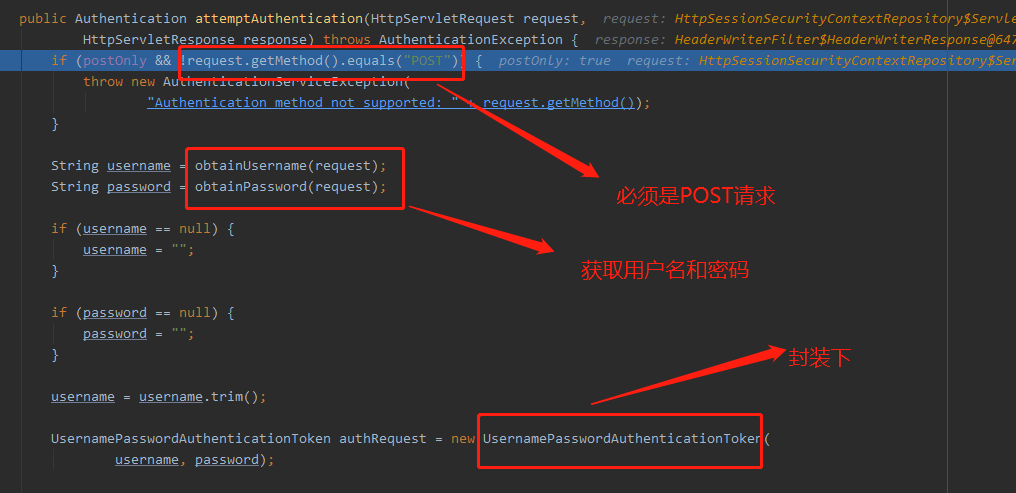 public Authentication attemptAuthentication(HttpServletRequest request,  request: HttpSessionSecurityContextRepository$Servle
HttpServletResponse response) throws AuthenticationException {  response: HeaderWriterFilter$HeaderWriterResponse@647
if (postOnly && !request.getMethod().equals("POST")) {  postOnly: true  request: HttpSessionSecurityContextRepository$Ser
throw new AuthenticationServiceException(
"Authentication method not supported: " + request.getMethod());
}
String username = obtainUsername(request);
String password = obtainPassword(request);
必须是POST请求
if (username == null) {
username = "";
}
获取用户名和密码
if (password == null) {
password = "";
}
封装下
username = username.trim();
UsernamePasswordAuthenticationToken authRequest = new UsernamePasswordAuthenticationToken(
username, password);